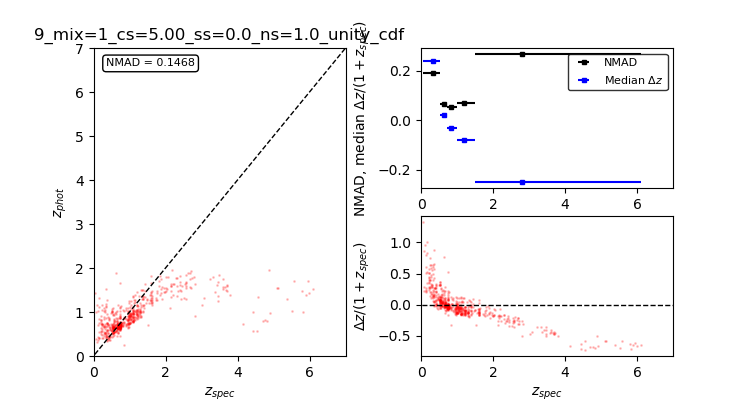 9_mix=1_cs=5.00_ss=0.0_ns=1.0_unity_cdf
NMAD = 0.1468
7
6
5
4
3
2
1
0
z_phot
0 2 4 6
z_spec
NMAD, median Δz/(1 + z_spec)
0.2
0.0
−0.2
NMAD
Median Δz
0 2 4 6
Δz/(1 + z_spec)
1.0
0.5
0.0
−0.5
0 2 4 6
z_spec